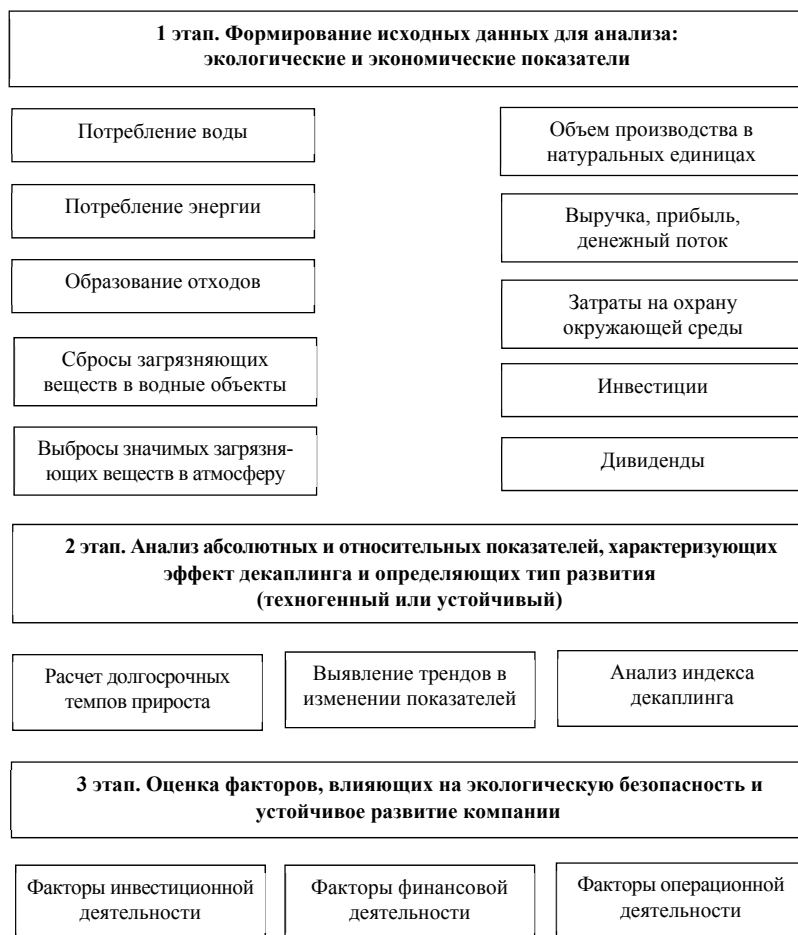 1 этап. Формирование исходных данных для анализа:
экологические и экономические показатели
Потребление воды
Потребление энергии
Образование отходов
Сбросы загрязняющих
веществ в водные объекты
Выбросы значимых загрязня-
ющих веществ в атмосферу
Объем производства в
натуральных единицах
Выручка, прибыль,
денежный поток
Затраты на охрану
окружающей среды
Инвестиции
Дивиденды
2 этап. Анализ абсолютных и относительных показателей, характеризующих
эффект декаплинга и определяющих тип развития
(техногенный или устойчивый)
Расчет долгосрочных
темпов прироста
Выявление трендов в
изменении показателей
Анализ индекса
декаплинга
3 этап. Оценка факторов, влияющих на экологическую безопасность и
устойчивое развитие компании
Факторы инвестиционной
деятельности
Факторы финансовой
деятельности
Факторы операционной
деятельности